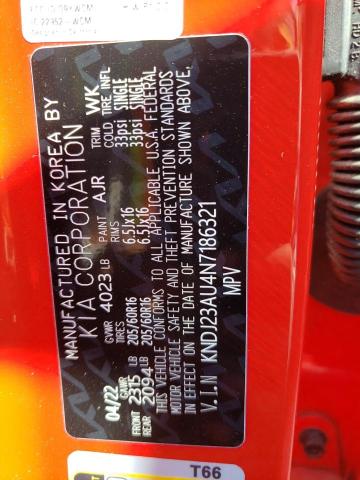 MANUFACTURED IN KOREA BY
KIA CORPORATION
GVWR 4023 LB PAINT AJR TRIM WK
04/22 GAWR TIRES RIMS COLD TIRE INFL
FRONT 2315 LB 205/60R16 6.5Jx16 33psi SINGLE
REAR 2094 LB 205/60R16 6.5Jx16 33psi SINGLE
THIS VEHICLE CONFORMS TO ALL APPLICABLE U.S.A. FEDERAL
MOTOR VEHICLE SAFETY AND THEFT PREVENTION STANDARDS
IN EFFECT ON THE DATE OF MANUFACTURE SHOWN ABOVE.
V.I.N KNDJ23AU4N7186321
MPV
T66